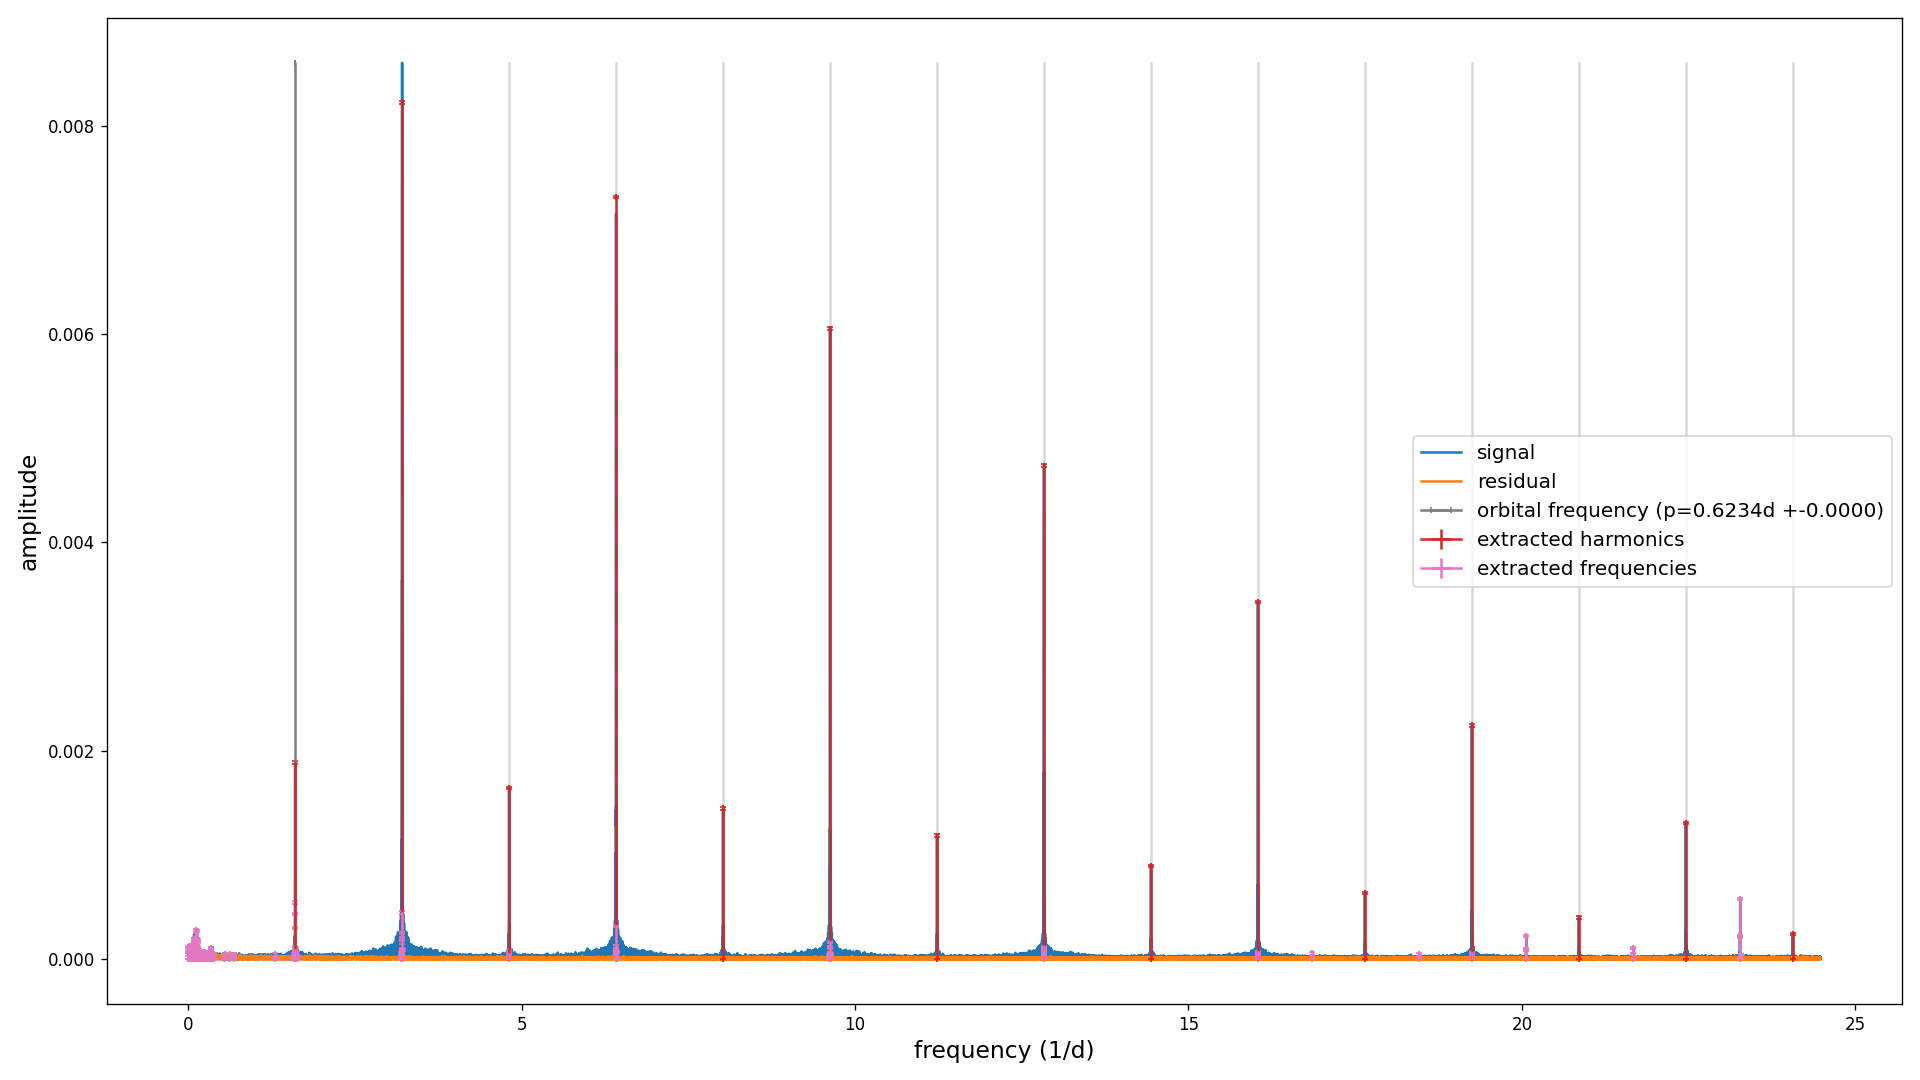 amplitude
0.008
0.006
0.004
0.002
0.000
signal
residual
orbital frequency (p=0.6234d +-0.0000)
extracted harmonics
extracted frequencies
0 5 10 15 20 25
frequency (1/d)